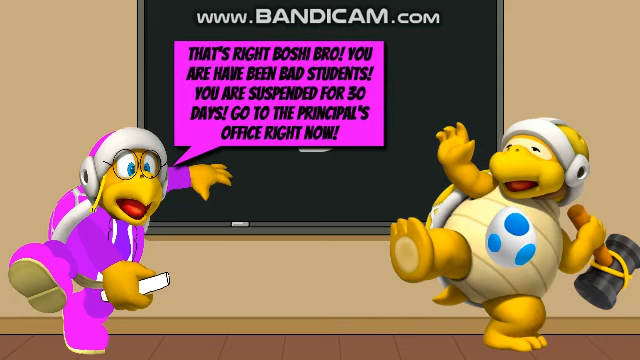 WWW.BANDICAM.COM
THAT'S RIGHT BOSHI BRO! YOU
ARE HAVE BEEN BAD STUDENTS!
YOU ARE SUSPENDED FOR 30
DAYS! GO TO THE PRINCIPAL'S
OFFICE RIGHT NOW!